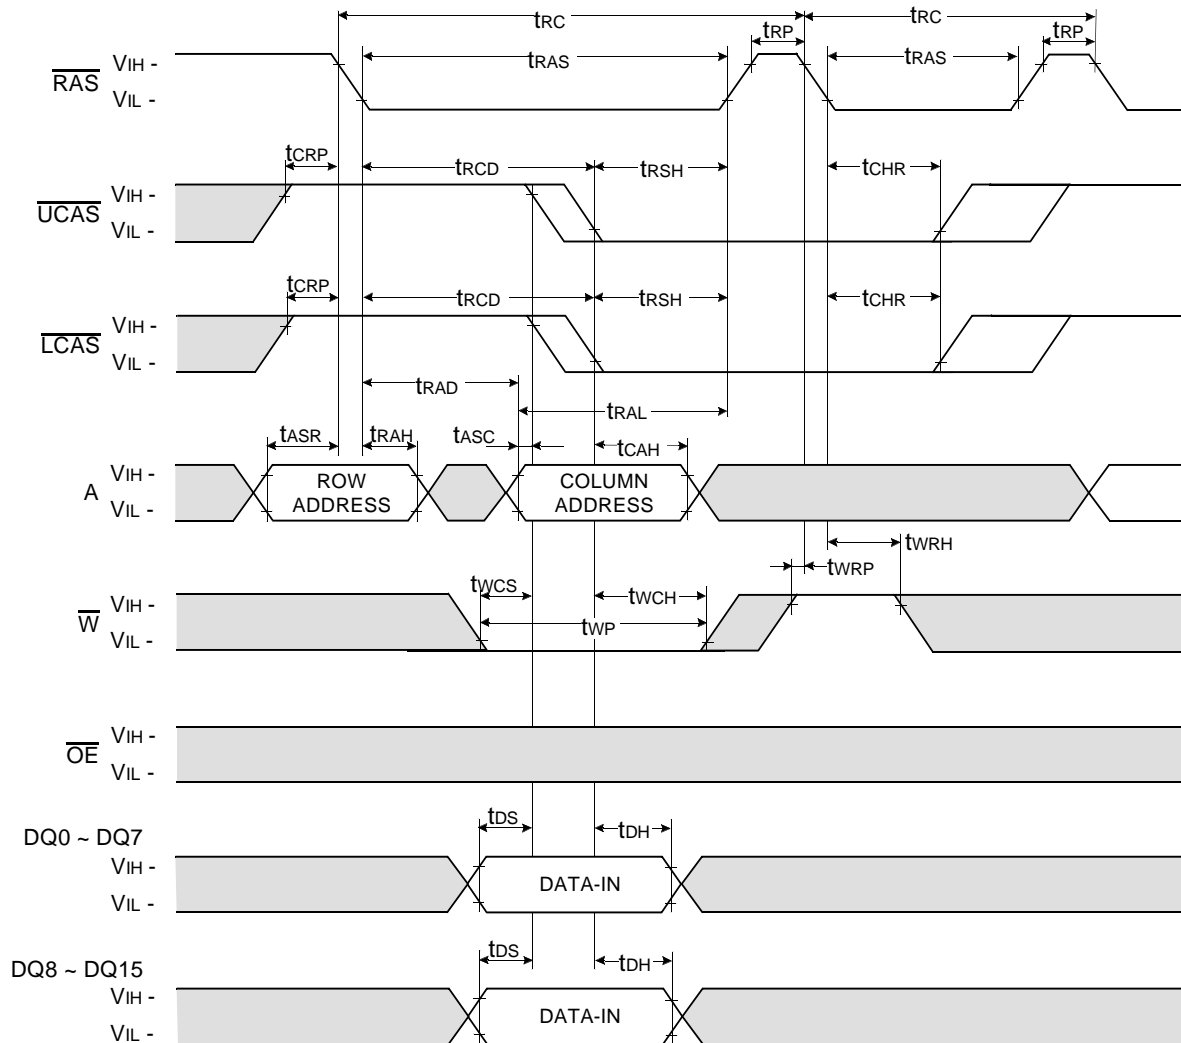 tRC tRC
tRP tRP
tRAS tRAS
RAS VIH -
VIL -
tCRP tRCD tRSH tCHR
UCAS VIH -
VIL -
tCRP tRCD tRSH tCHR
LCAS VIH -
VIL -
tRAD
tRAL
tASR tRAH tASC tCAH
A VIH -
VIL -
ROW
ADDRESS
COLUMN
ADDRESS
tWRH
tWRP
tWCS tWCH
tWP
W VIH -
VIL -
OE VIH -
VIL -
tDS tDH
DQ0 ~ DQ7
VIH -
VIL -
DATA-IN
tDS tDH
DQ8 ~ DQ15
VIH -
VIL -
DATA-IN